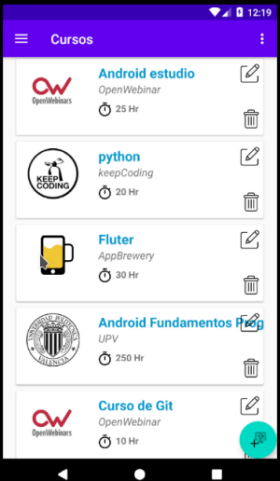 12:19
Cursos
OpenWebinars
Android estudio
OpenWebinar
25 Hr
KEEP
CODING
python
keepCoding
20 Hr
Fluter
AppBrewery
30 Hr
UNIVERSIDAD POLITECNICA
VALENCIA
Android Fundamentos Prog
UPV
250 Hr
OpenWebinars
Curso de Git
OpenWebinar
10 Hr